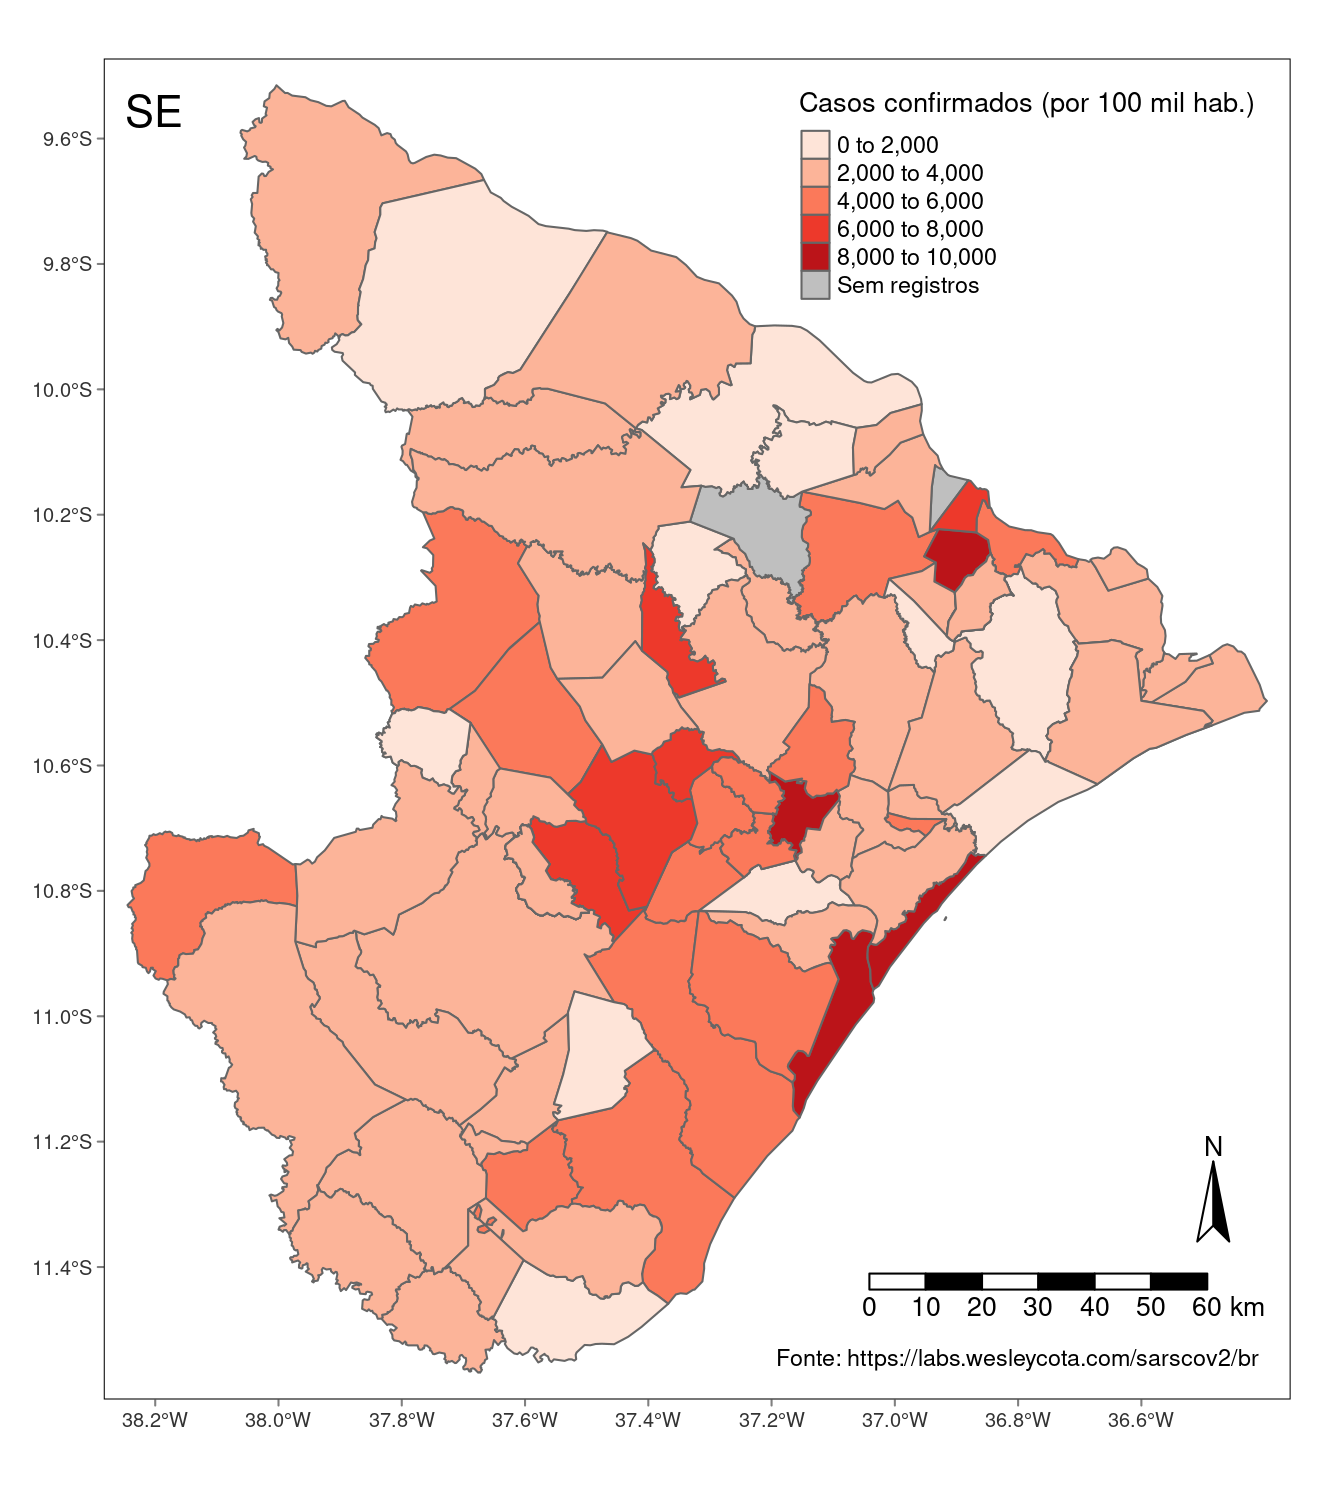 SE
Casos confirmados (por 100 mil hab.)
0 to 2,000
2,000 to 4,000
4,000 to 6,000
6,000 to 8,000
8,000 to 10,000
Sem registros
9.6°S
9.8°S
10.0°S
10.2°S
10.4°S
10.6°S
10.8°S
11.0°S
11.2°S
11.4°S
N
0 10 20 30 40 50 60 km
Fonte: https://labs.wesleycota.com/sarscov2/br
38.2°W 38.0°W 37.8°W 37.6°W 37.4°W 37.2°W 37.0°W 36.8°W 36.6°W